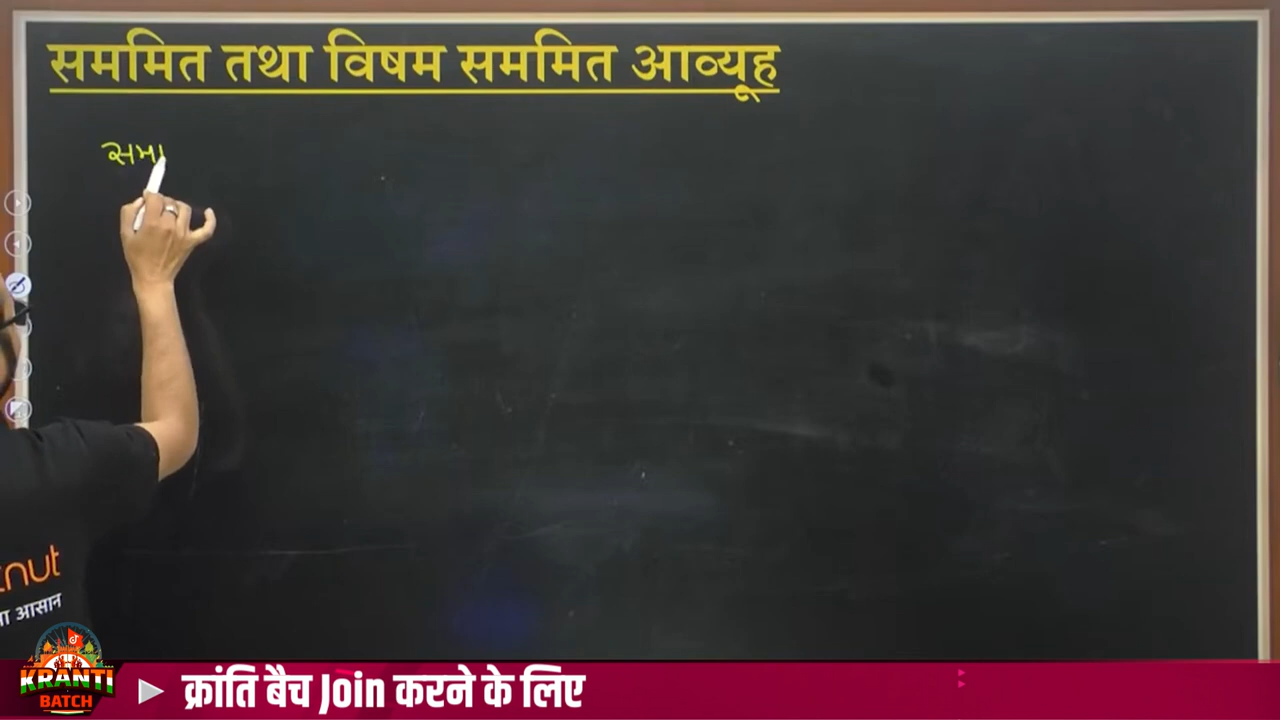 सममित तथा विषम सममित आव्यूह
समा
nut
आसान
KRANTI
BATCH
क्रांति बैच Join करने के लिए